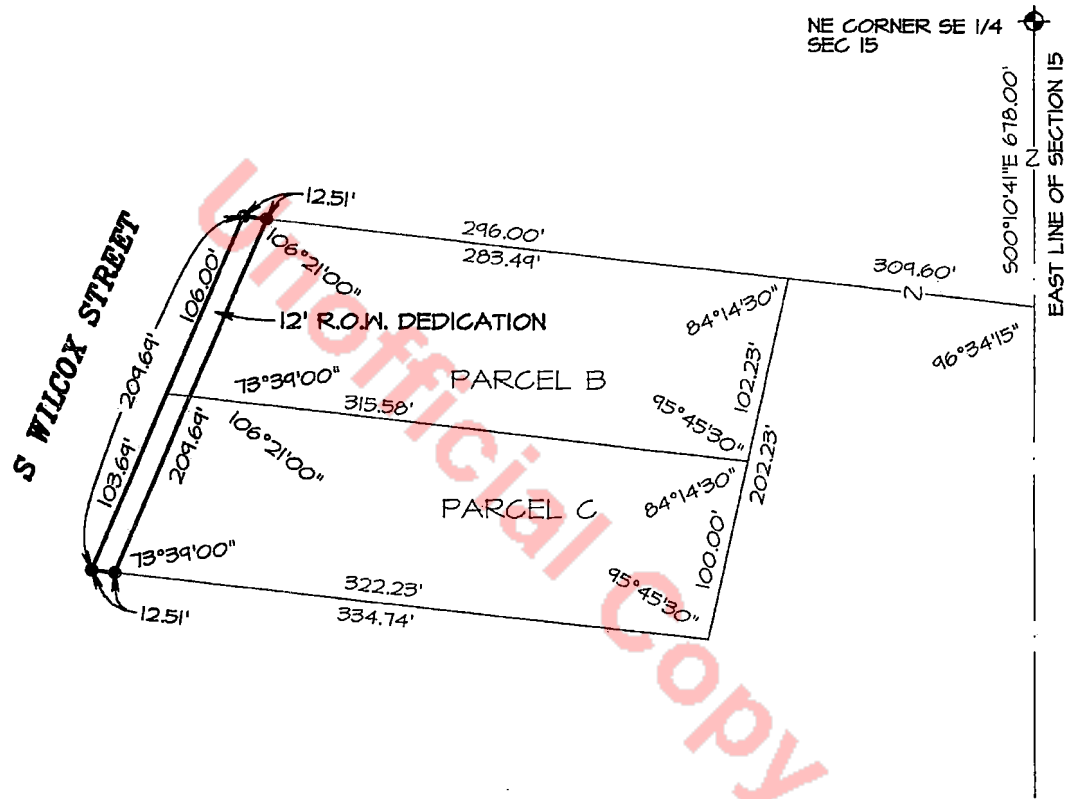 NE CORNER SE 1/4
SEC 15
S00°10'41"E 678.00'
EAST LINE OF SECTION 15
12.51'
296.00'
283.49'
309.60'
106°21'00"
106.00'
209.69'
S WILCOX STREET
12' R.O.W. DEDICATION
84°14'30"
96°34'15"
102.23'
73°39'00"
PARCEL B
315.58'
95°45'30"
103.69'
209.69'
106°21'00"
84°14'30"
202.23'
PARCEL C
100.00'
73°39'00"
322.23'
334.74'
95°45'30"
12.51'
Unofficial Copy